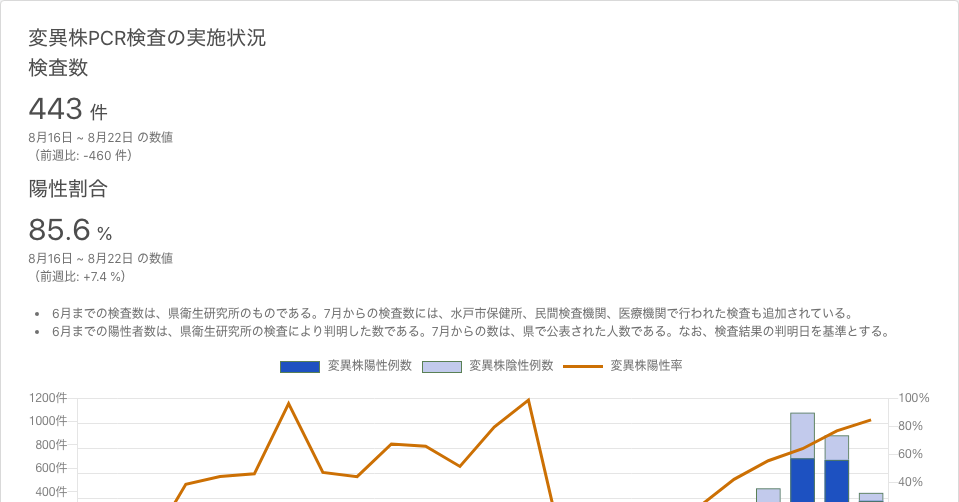 変異株PCR検査の実施状況
検査数
443 件
8月16日 ~ 8月22日 の数値
（前週比: -460 件）
陽性割合
85.6 %
8月16日 ~ 8月22日 の数値
（前週比: +7.4 %）
• 6月までの検査数は、県衛生研究所のものである。7月からの検査数には、水戸市保健所、民間検査機関、医療機関で行われた検査も追加されている。
• 6月までの陽性者数は、県衛生研究所の検査により判明した数である。7月からの数は、県で公表された人数である。なお、検査結果の判明日を基準とする。
変異株陽性例数 変異株陰性例数 変異株陽性率
1200件 100%
1000件 80%
800件
600件 60%
400件 40%